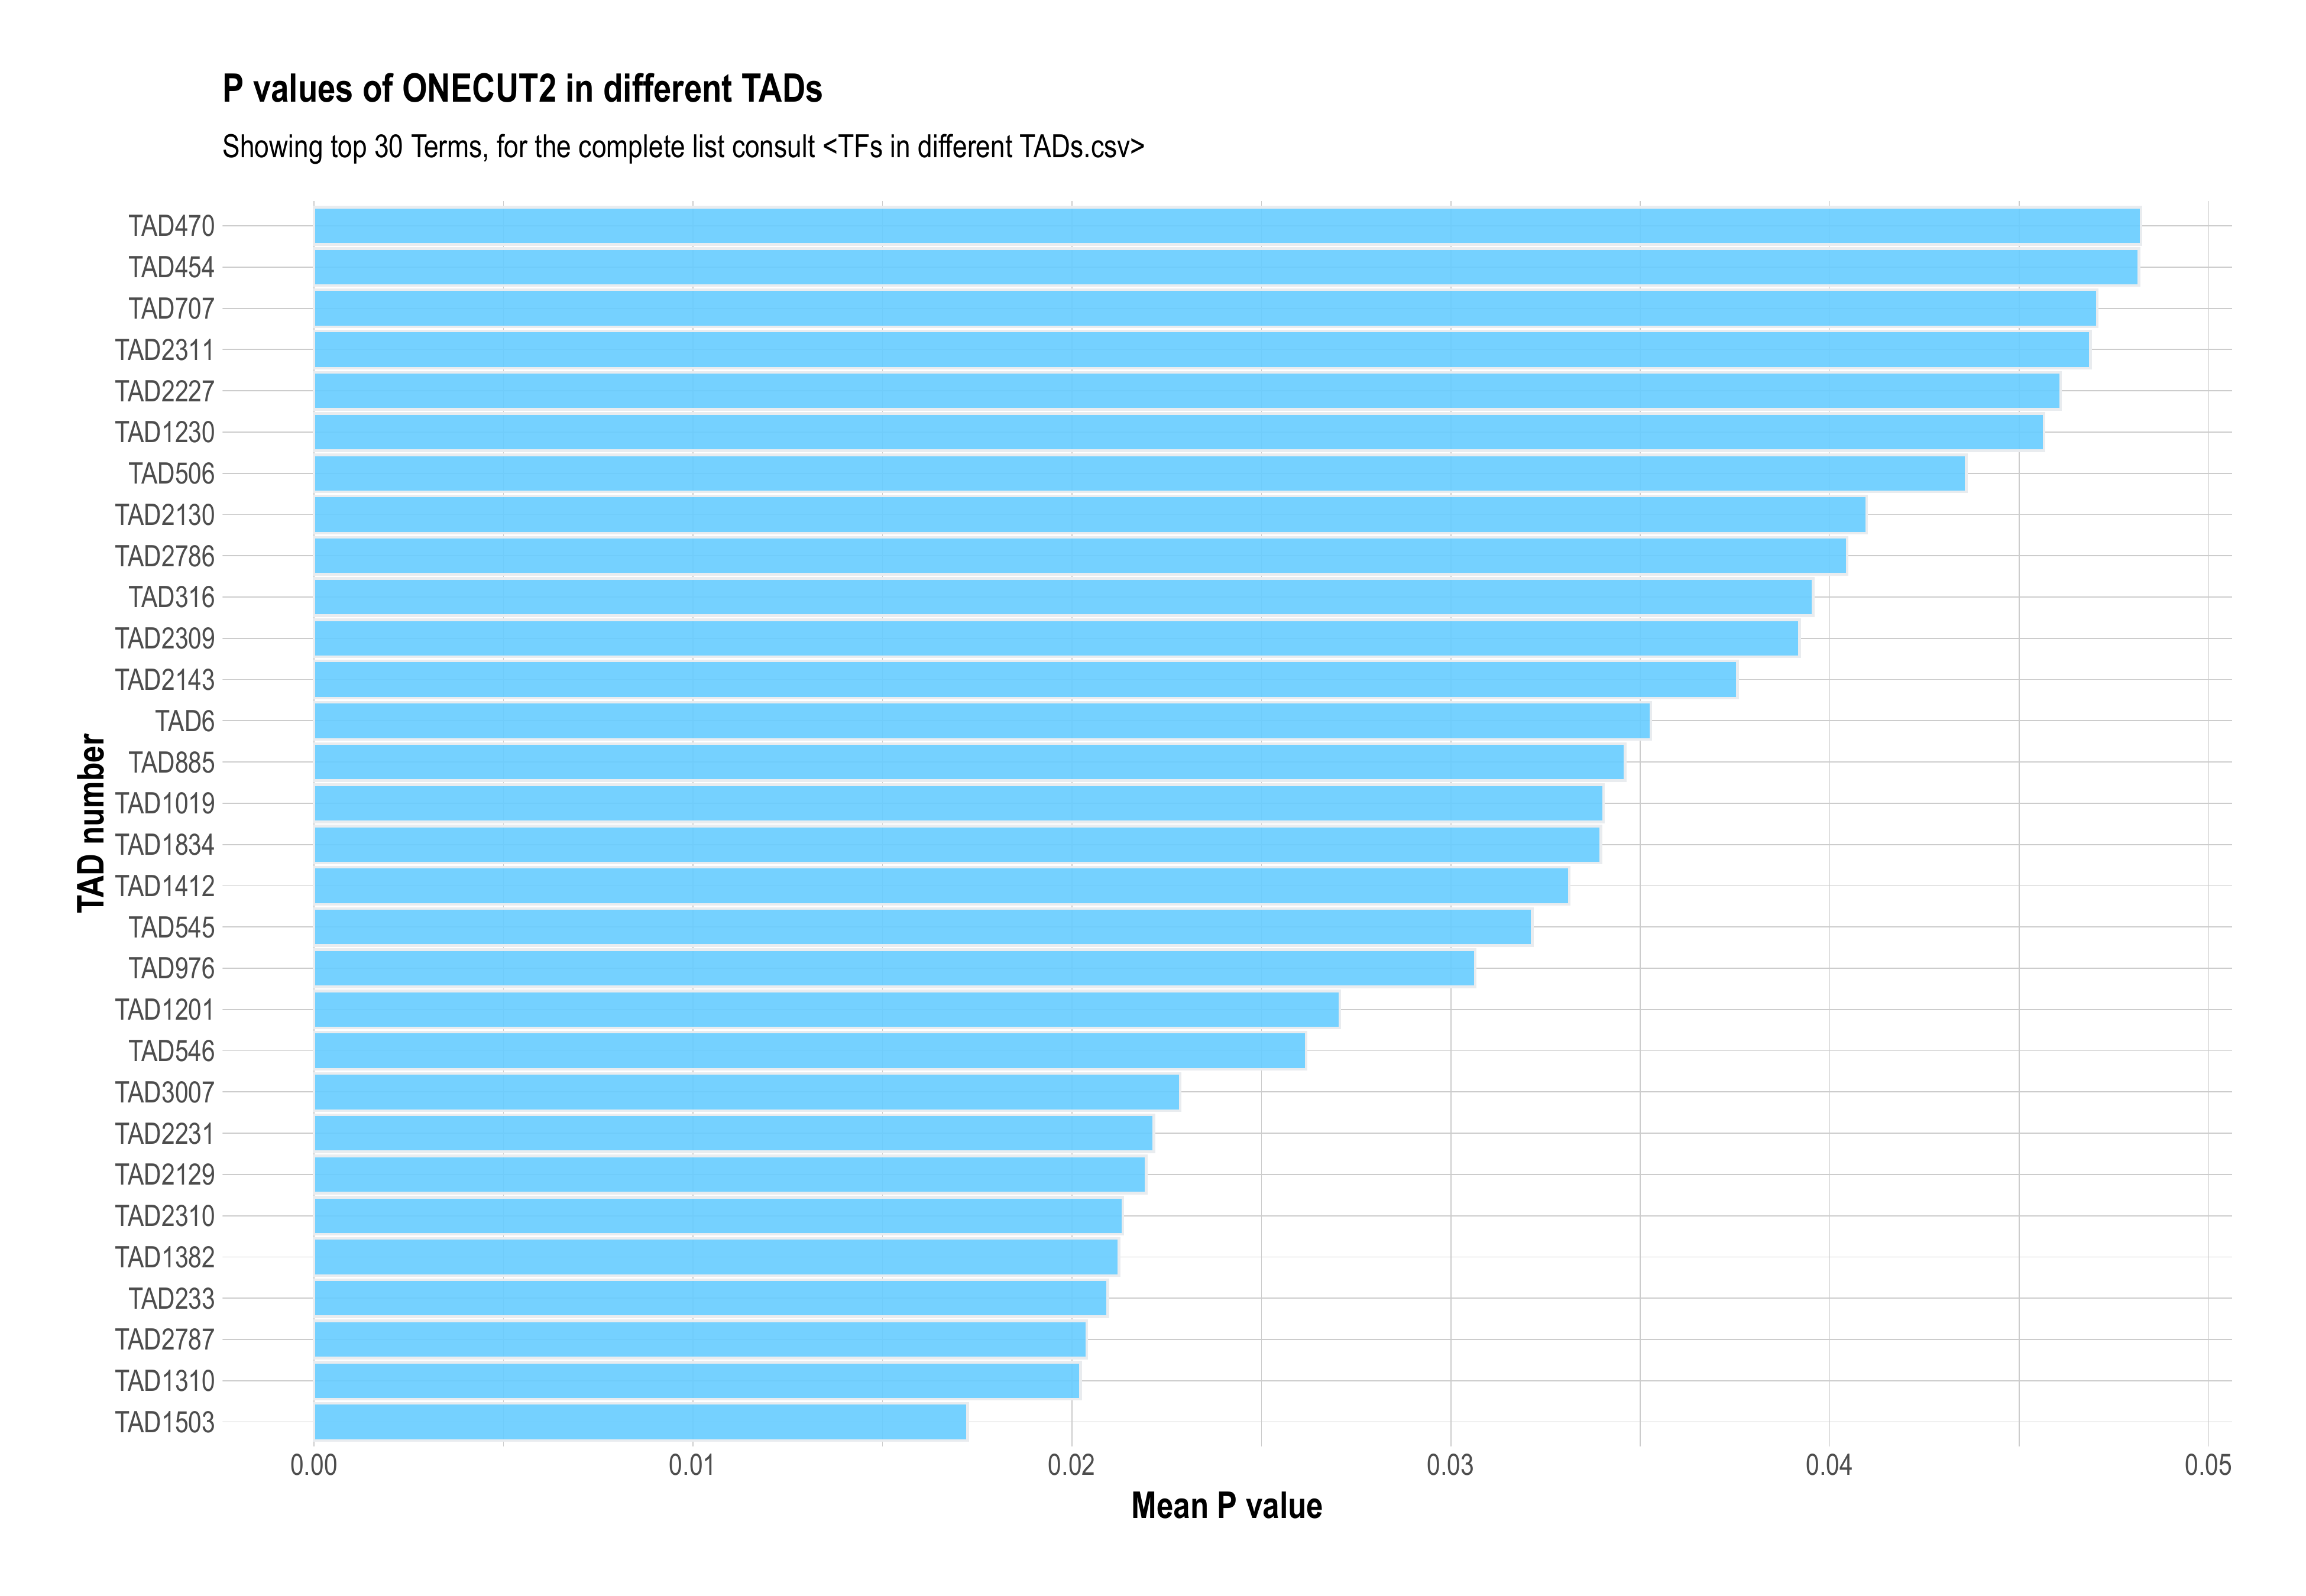 P values of ONECUT2 in different TADs
Showing top 30 Terms, for the complete list consult <TFs in different TADs.csv>
TAD number
TAD470
TAD454
TAD707
TAD2311
TAD2227
TAD1230
TAD506
TAD2130
TAD2786
TAD316
TAD2309
TAD2143
TAD6
TAD885
TAD1019
TAD1834
TAD1412
TAD545
TAD976
TAD1201
TAD546
TAD3007
TAD2231
TAD2129
TAD2310
TAD1382
TAD233
TAD2787
TAD1310
TAD1503
0.00 0.01 0.02 0.03 0.04 0.05
Mean P value